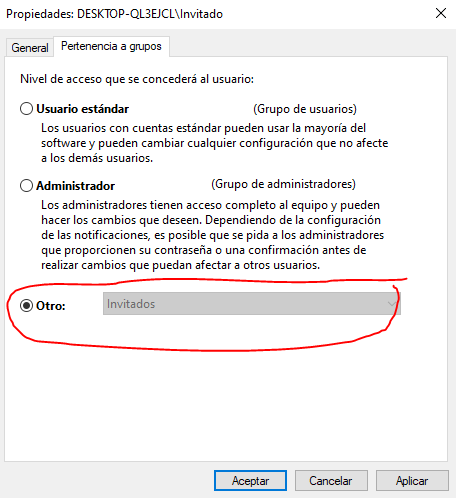 Propiedades: DESKTOP-QL3EJCL\Invitado
General
Pertenencia a grupos
Nivel de acceso que se concederá al usuario:
Usuario estándar (Grupo de usuarios)
Los usuarios con cuentas estándar pueden usar la mayoría del
software y pueden cambiar cualquier configuración que no afecte
a los demás usuarios.
Administrador (Grupo de administradores)
Los administradores tienen acceso completo al equipo y pueden
hacer los cambios que deseen. Dependiendo de la configuración
de las notificaciones, es posible que se pida a los administradores
que proporcionen su contraseña o una confirmación antes de
realizar cambios que puedan afectar a otros usuarios.
Otro: Invitados
Aceptar Cancelar Aplicar